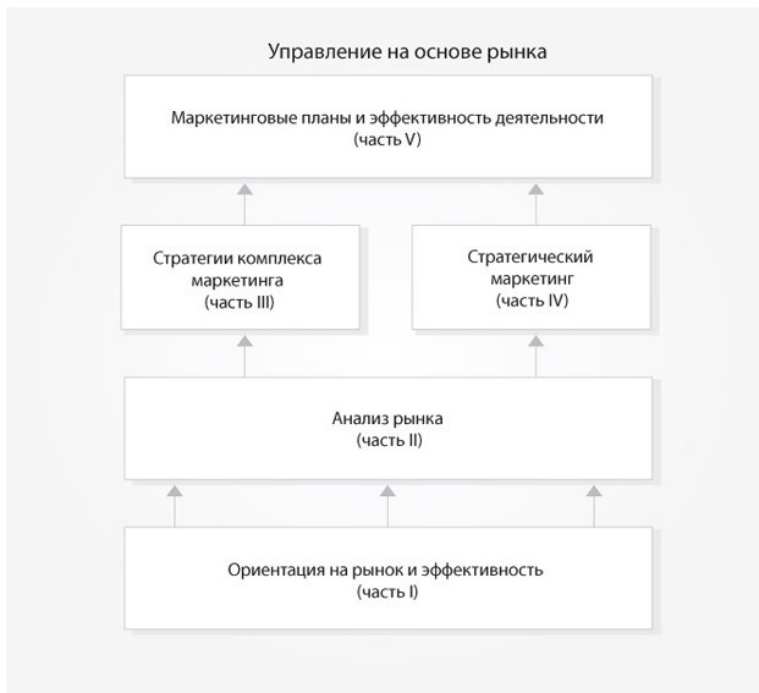 Управление на основе рынка
Маркетинговые планы и эффективность деятельности
(часть V)
Стратегии комплекса
маркетинга
(часть III)
Стратегический
маркетинг
(часть IV)
Анализ рынка
(часть II)
Ориентация на рынок и эффективность
(часть I)